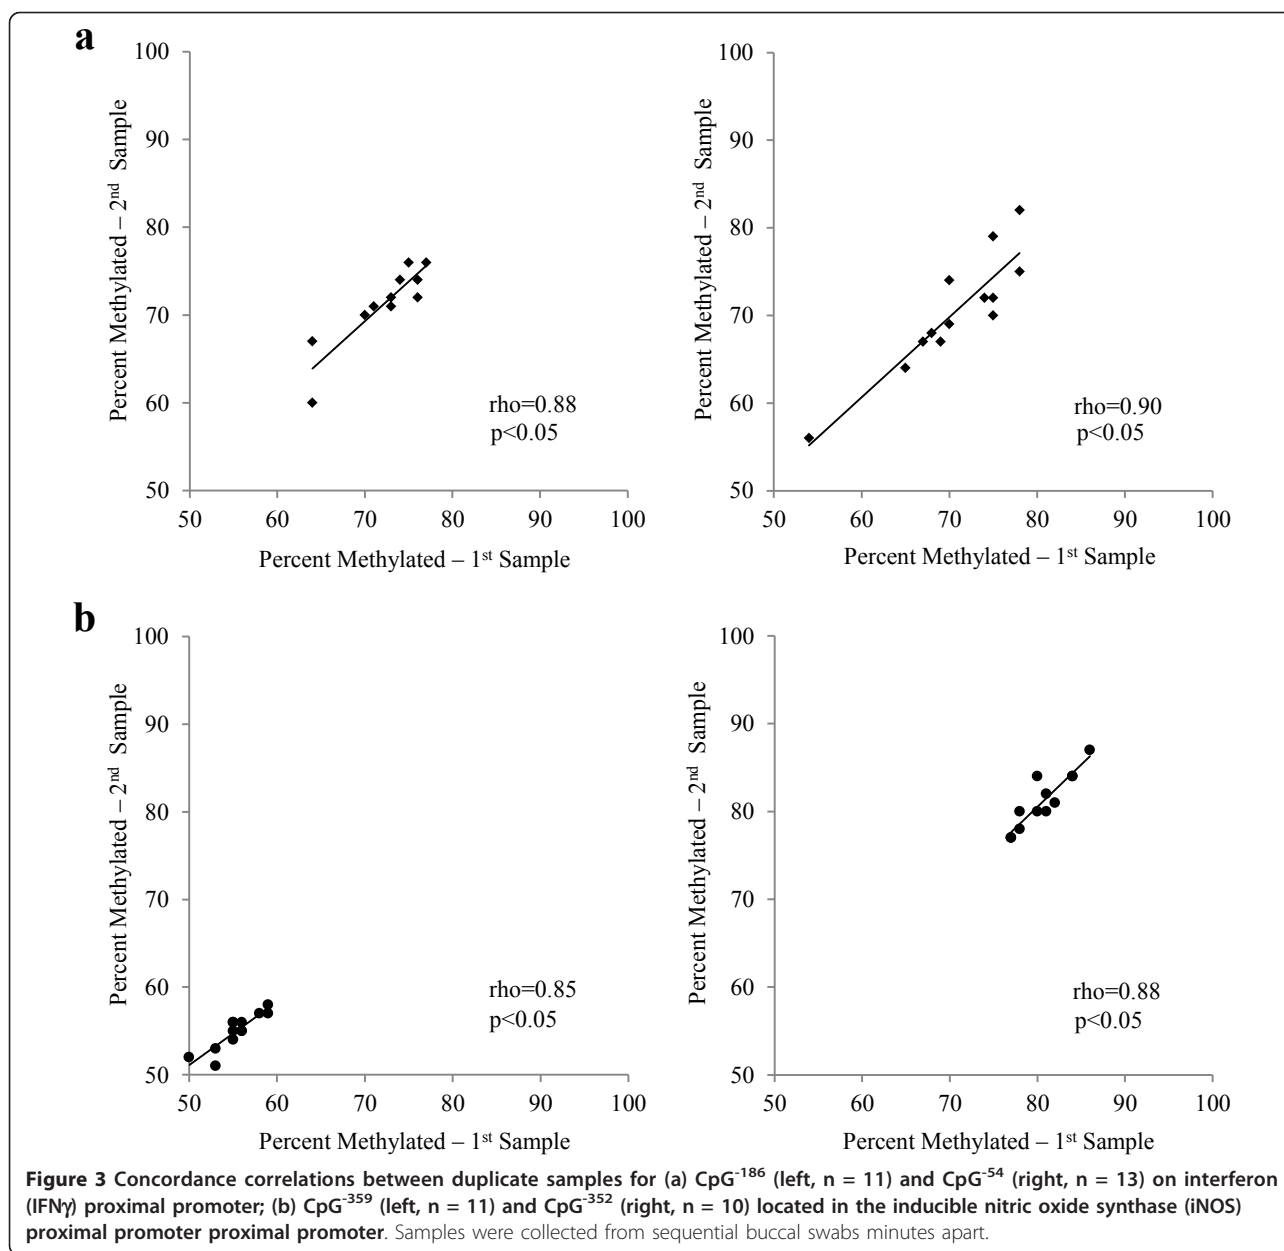 a
100
90
80
70
60
50
50 60 70 80 90 100
Percent Methylated – 2nd Sample
Percent Methylated – 1st Sample
rho=0.88
p<0.05
100
90
80
70
60
50
50 60 70 80 90 100
Percent Methylated – 2nd Sample
Percent Methylated – 1st Sample
rho=0.90
p<0.05
b
100
90
80
70
60
50
50 60 70 80 90 100
Percent Methylated – 2nd Sample
Percent Methylated – 1st Sample
rho=0.85
p<0.05
100
90
80
70
60
50
50 60 70 80 90 100
Percent Methylated – 2nd Sample
Percent Methylated – 1st Sample
rho=0.88
p<0.05
Figure 3 Concordance correlations between duplicate samples for (a) CpG-186 (left, n = 11) and CpG-54 (right, n = 13) on interferon
(IFNγ) proximal promoter; (b) CpG-359 (left, n = 11) and CpG-352 (right, n = 10) located in the inducible nitric oxide synthase (iNOS)
proximal promoter proximal promoter. Samples were collected from sequential buccal swabs minutes apart.